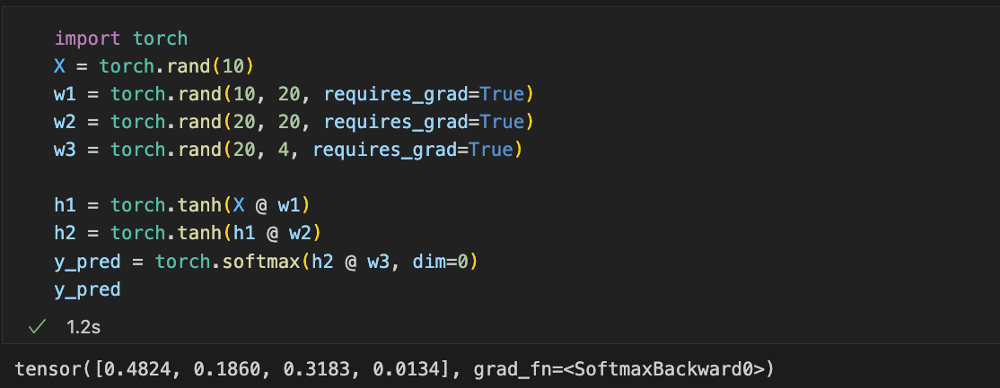 import torch
X = torch.rand(10)
w1 = torch.rand(10, 20, requires_grad=True)
w2 = torch.rand(20, 20, requires_grad=True)
w3 = torch.rand(20, 4, requires_grad=True)
h1 = torch.tanh(X @ w1)
h2 = torch.tanh(h1 @ w2)
y_pred = torch.softmax(h2 @ w3, dim=0)
y_pred
✓ 1.2s
tensor([0.4824, 0.1860, 0.3183, 0.0134], grad_fn=<SoftmaxBackward0>)